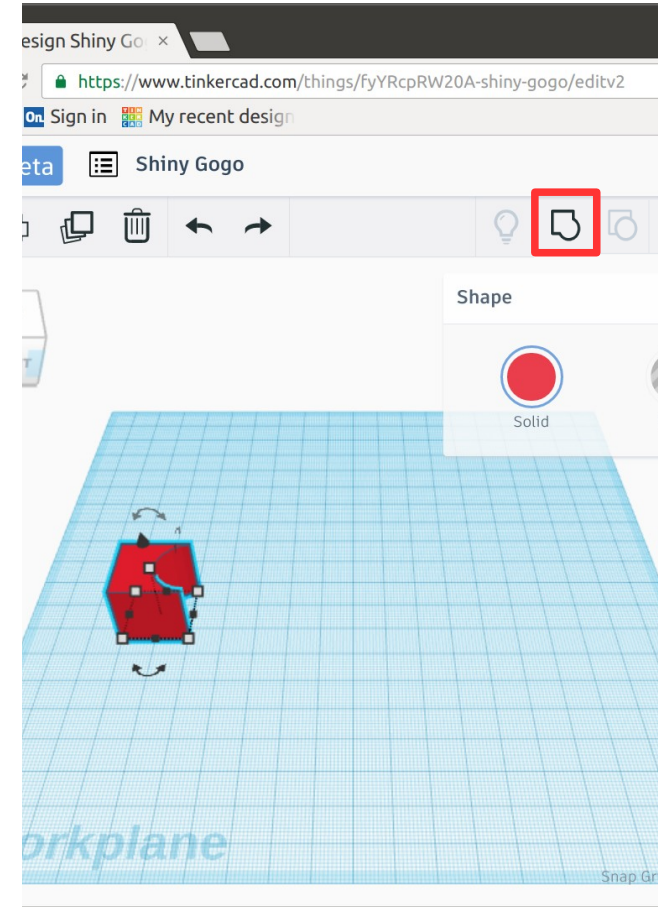 esign Shiny Go ×
https://www.tinkercad.com/things/fyYRcpRW20A-shiny-gogo/editv2
On Sign in My recent design
eta Shiny Gogo
Shape
Solid
T
orkplane
Snap Gr